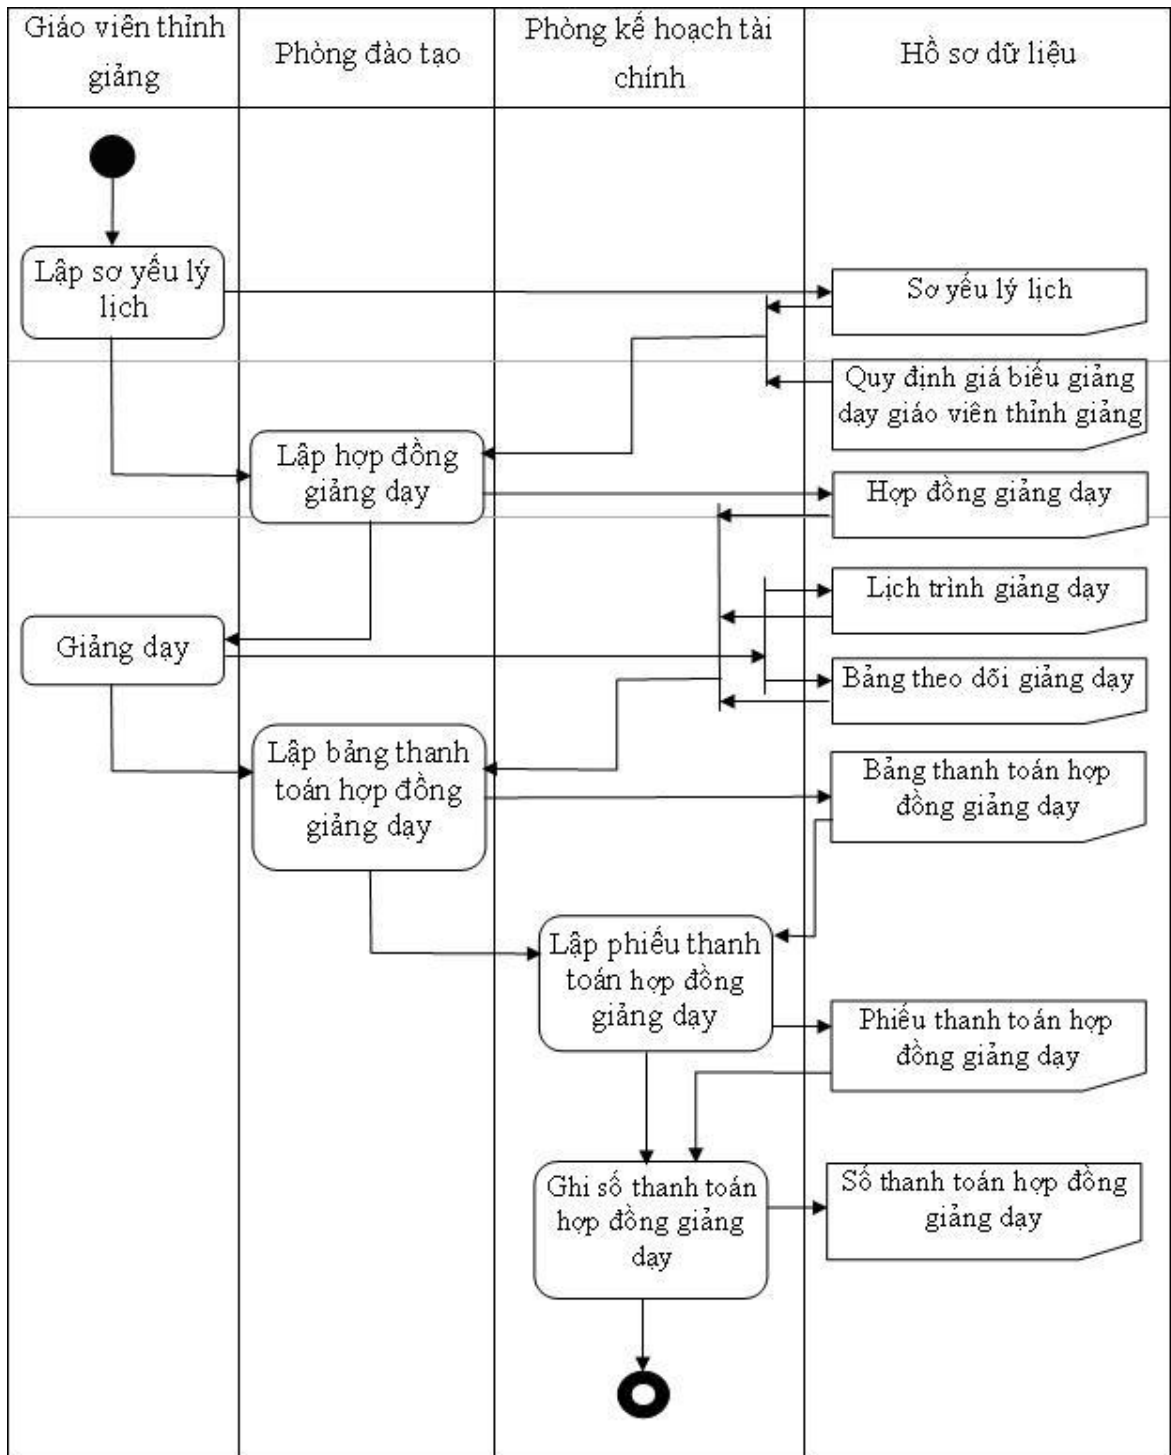 Giáo viên thỉnh
giảng
Phòng đào tạo
Phòng kế hoạch tài
chính
Hồ sơ dữ liệu
Lập sơ yếu lý
lịch
Sơ yếu lý lịch
Quy định giá biểu giảng
dạy giáo viên thỉnh giảng
Lập hợp đồng
giảng dạy
Hợp đồng giảng dạy
Lịch trình giảng dạy
Giảng dạy
Bảng theo dõi giảng dạy
Lập bảng thanh
toán hợp đồng
giảng dạy
Bảng thanh toán hợp
đồng giảng dạy
Lập phiếu thanh
toán hợp đồng
giảng dạy
Phiếu thanh toán hợp
đồng giảng dạy
Ghi sổ thanh toán
hợp đồng giảng
dạy
Sổ thanh toán hợp đồng
giảng dạy